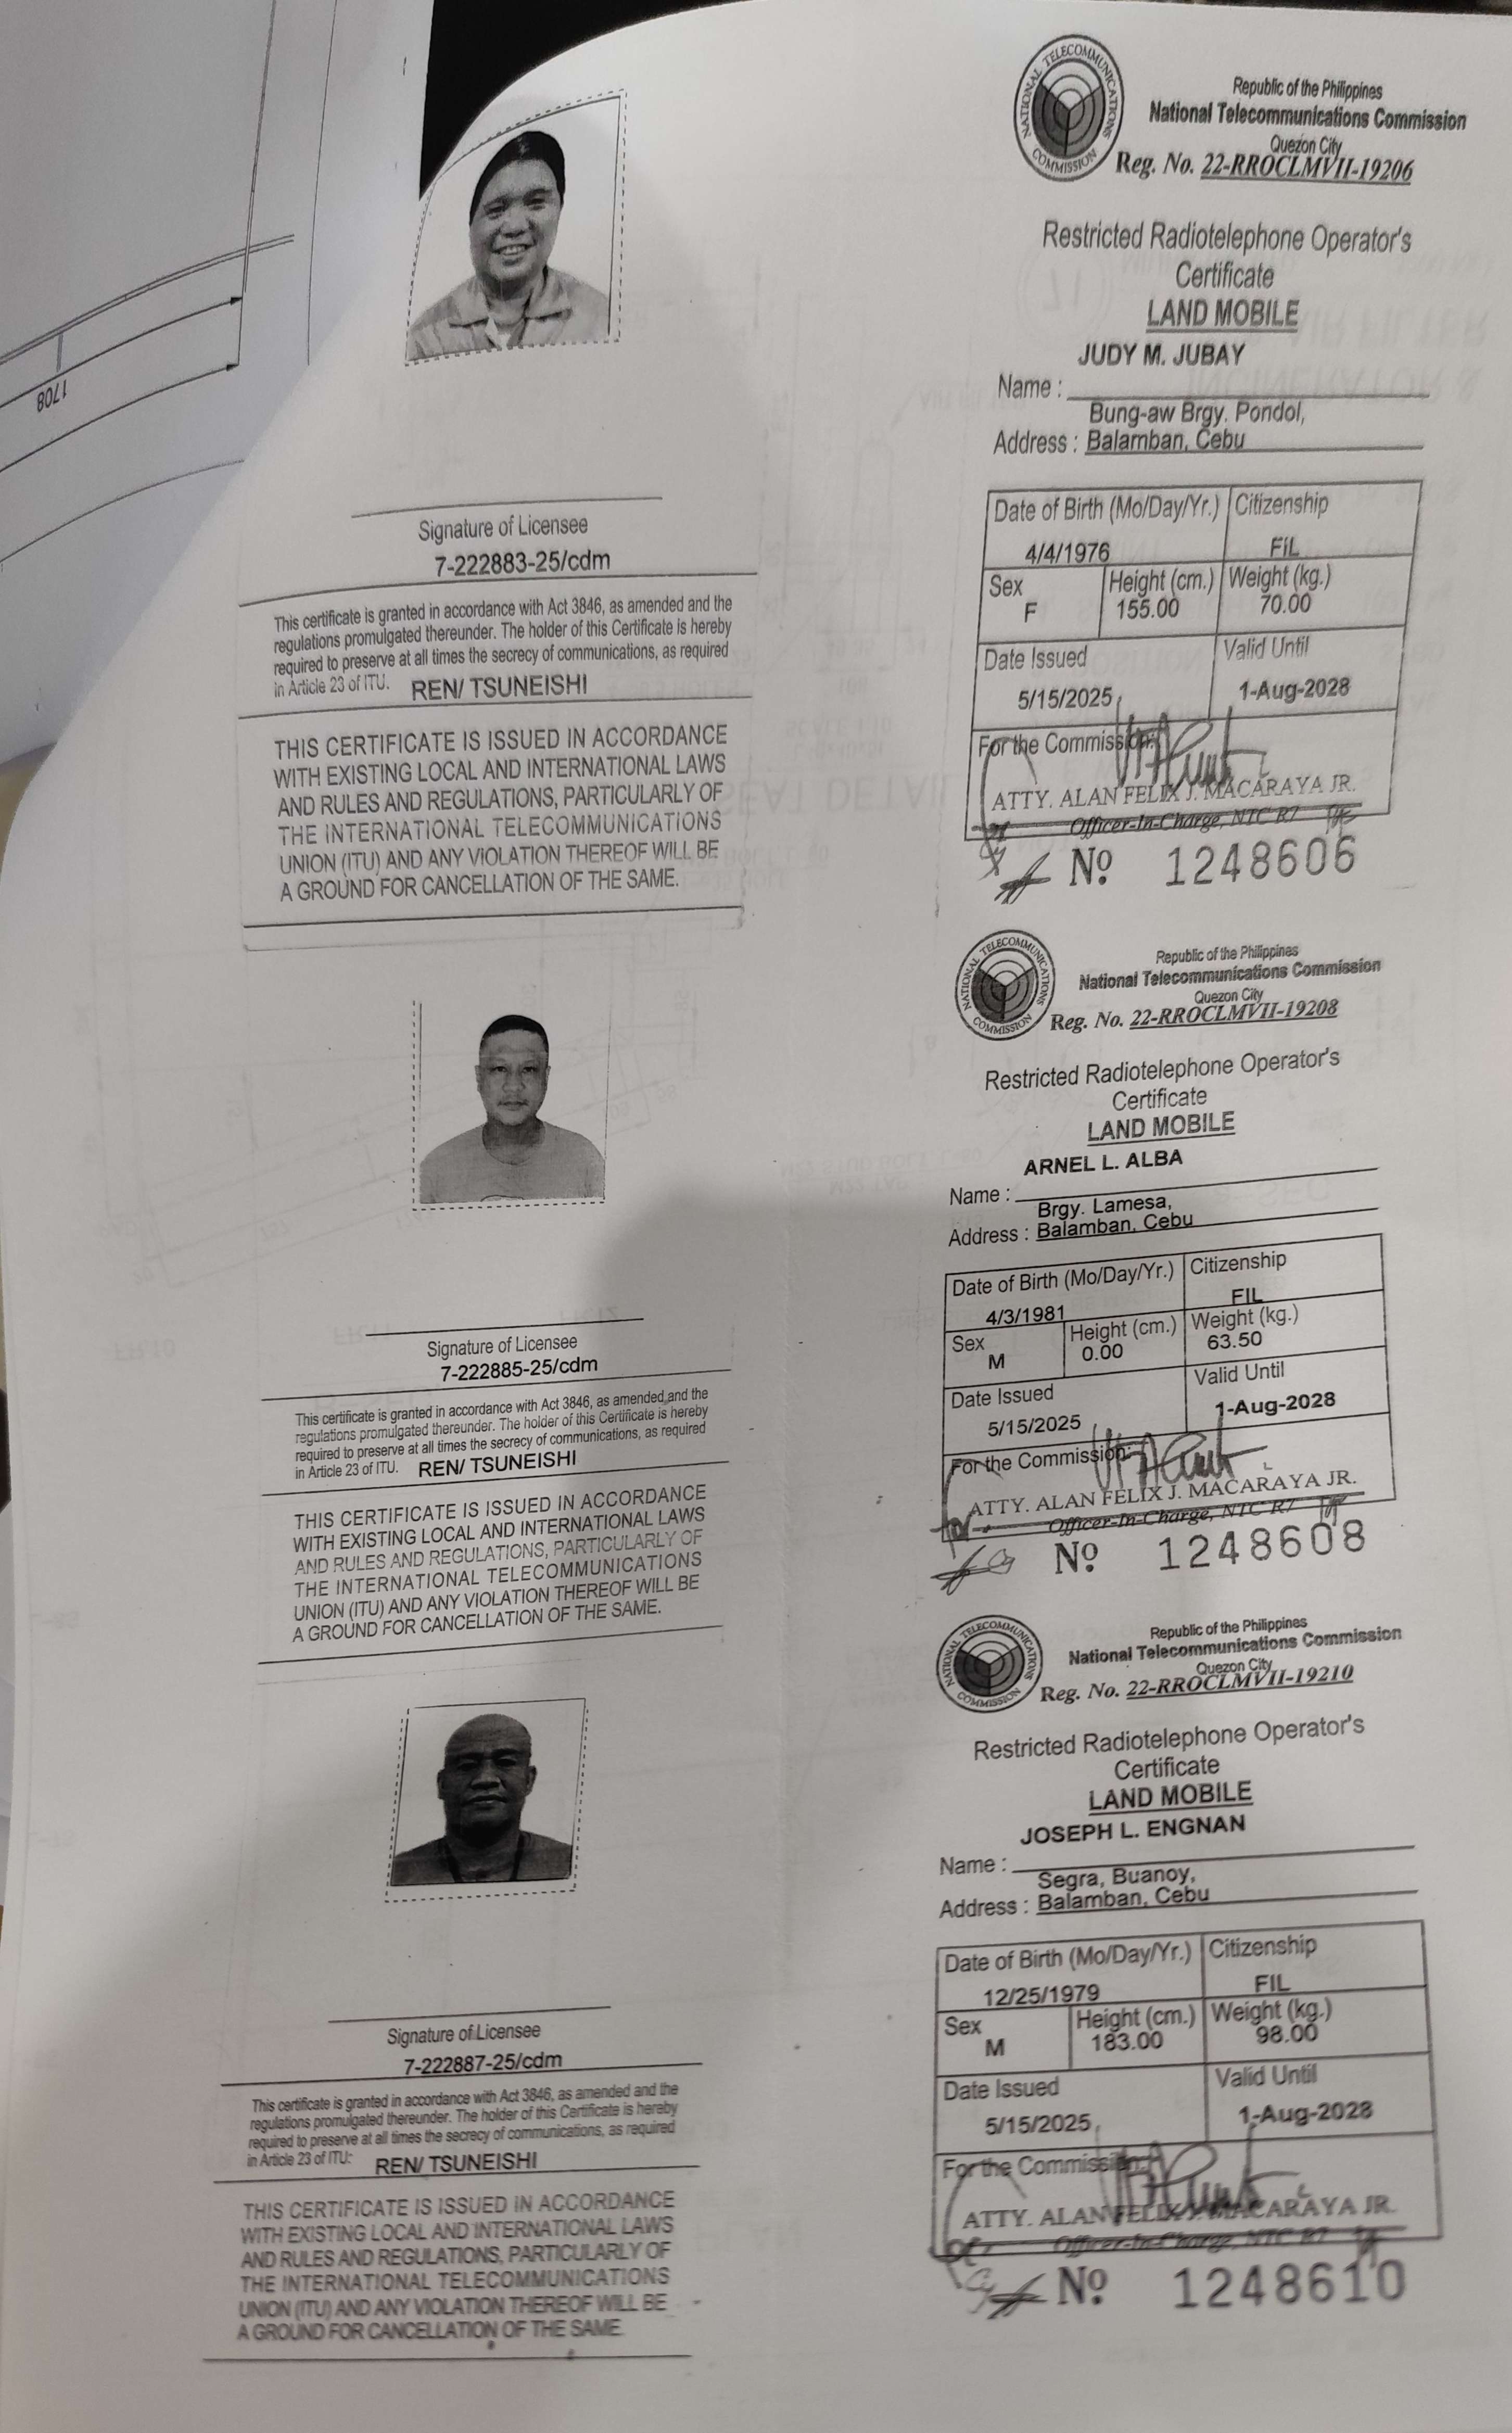 1708
Signature of Licensee
7-222883-25/cdm
This certificate is granted in accordance with Act 3846, as amended and the
regulations promulgated thereunder. The holder of this Certificate is hereby
required to preserve at all times the secrecy of communications, as required
in Article 23 of ITU. REN/ TSUNEISHI
THIS CERTIFICATE IS ISSUED IN ACCORDANCE
WITH EXISTING LOCAL AND INTERNATIONAL LAWS
AND RULES AND REGULATIONS, PARTICULARLY OF
THE INTERNATIONAL TELECOMMUNICATIONS
UNION (ITU) AND ANY VIOLATION THEREOF WILL BE
A GROUND FOR CANCELLATION OF THE SAME.
NATIONAL TELECOMMUNICATIONS COMMISSION
Republic of the Philippines
National Telecommunications Commission
Quezon City
Reg. No. 22-RROCLMVII-19206
Restricted Radiotelephone Operator's
Certificate
LAND MOBILE
JUDY M. JUBAY
Name :
Bung-aw Brgy. Pondol,
Address : Balamban, Cebu
Date of Birth (Mo/Day/Yr.) Citizenship
4/4/1976 FIL
Sex Height (cm.) Weight (kg.)
F 155.00 70.00
Date Issued Valid Until
5/15/2025 1-Aug-2028
For the Commission:
ATTY. ALAN FELIX J. MACARAYA JR.
Officer-In-Charge, NTC R7
Nº 1248606
Signature of Licensee
7-222885-25/cdm
This certificate is granted in accordance with Act 3846, as amended and the
regulations promulgated thereunder. The holder of this Certificate is hereby
required to preserve at all times the secrecy of communications, as required
in Article 23 of ITU. REN/ TSUNEISHI
THIS CERTIFICATE IS ISSUED IN ACCORDANCE
WITH EXISTING LOCAL AND INTERNATIONAL LAWS
AND RULES AND REGULATIONS, PARTICULARLY OF
THE INTERNATIONAL TELECOMMUNICATIONS
UNION (ITU) AND ANY VIOLATION THEREOF WILL BE
A GROUND FOR CANCELLATION OF THE SAME.
NATIONAL TELECOMMUNICATIONS COMMISSION
Republic of the Philippines
National Telecommunications Commission
Quezon City
Reg. No. 22-RROCLMVII-19208
Restricted Radiotelephone Operator's
Certificate
LAND MOBILE
ARNEL L. ALBA
Name :
Brgy. Lamesa,
Address : Balamban, Cebu
Date of Birth (Mo/Day/Yr.) Citizenship
4/3/1981 FIL
Sex Height (cm.) Weight (kg.)
M 0.00 63.50
Date Issued Valid Until
5/15/2025 1-Aug-2028
For the Commission:
ATTY. ALAN FELIX J. MACARAYA JR.
Officer-In-Charge, NTC R7
Nº 1248608
Signature of Licensee
7-222887-25/cdm
This certificate is granted in accordance with Act 3846, as amended and the
regulations promulgated thereunder. The holder of this Certificate is hereby
required to preserve at all times the secrecy of communications, as required
in Article 23 of ITU: REN/ TSUNEISHI
THIS CERTIFICATE IS ISSUED IN ACCORDANCE
WITH EXISTING LOCAL AND INTERNATIONAL LAWS
AND RULES AND REGULATIONS, PARTICULARLY OF
THE INTERNATIONAL TELECOMMUNICATIONS
UNION (ITU) AND ANY VIOLATION THEREOF WILL BE
A GROUND FOR CANCELLATION OF THE SAME.
NATIONAL TELECOMMUNICATIONS COMMISSION
Republic of the Philippines
National Telecommunications Commission
Quezon City
Reg. No. 22-RROCLMVII-19210
Restricted Radiotelephone Operator's
Certificate
LAND MOBILE
JOSEPH L. ENGNAN
Name :
Segra, Buanoy,
Address : Balamban, Cebu
Date of Birth (Mo/Day/Yr.) Citizenship
12/25/1979 FIL
Sex Height (cm.) Weight (kg.)
M 183.00 98.00
Date Issued Valid Until
5/15/2025 1-Aug-2028
For the Commission:
ATTY. ALAN FELIX J. MACARAYA JR.
Officer-In-Charge, NTC R7
Nº 1248610